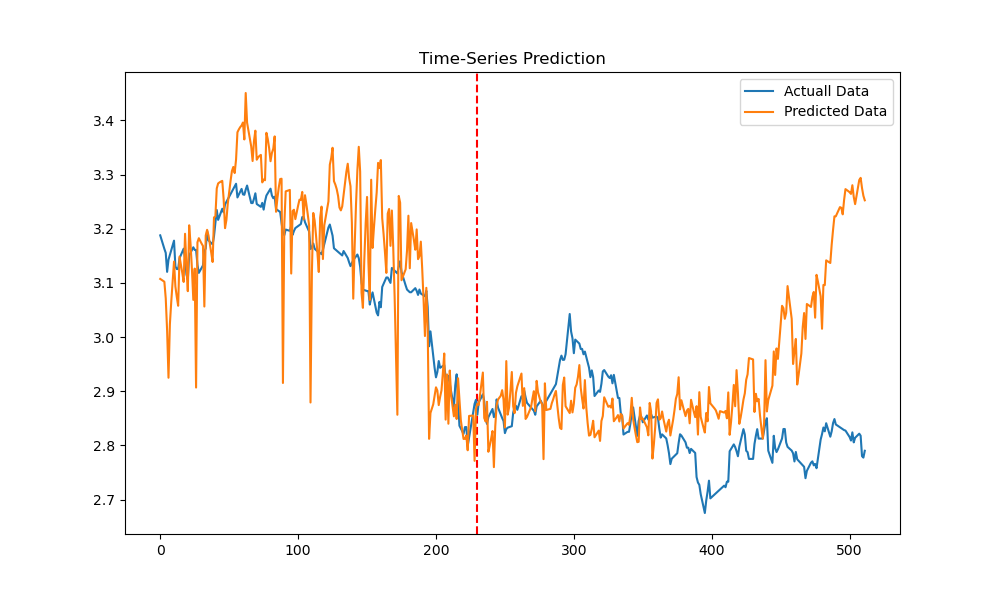 Time-Series Prediction
Actuall Data
Predicted Data
3.4
3.3
3.2
3.1
3.0
2.9
2.8
2.7
0 100 200 300 400 500